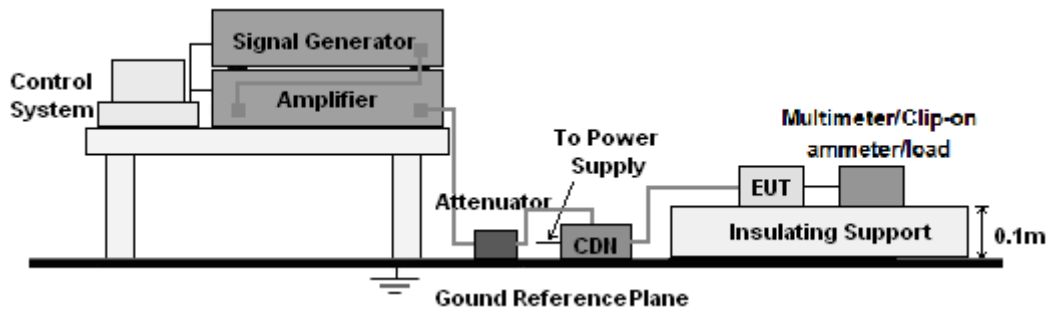 Signal Generator
Control
System
Amplifier
Multimeter/Clip-on
ammeter/load
To Power
Supply
EUT
Attenuator
CDN
Insulating Support
0.1m
Gound Reference Plane